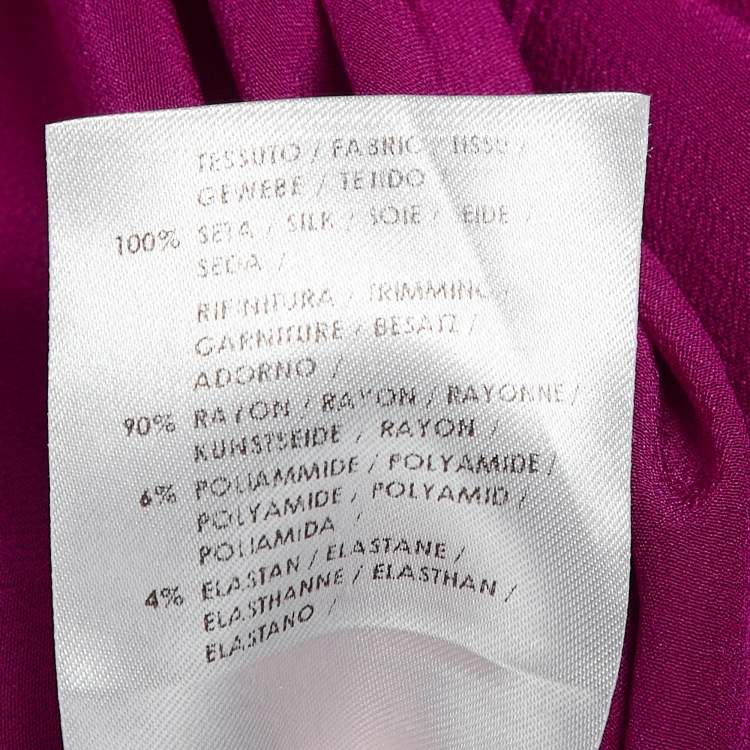 TESSUTO / FABRIC / TISSU /
GEWEBE / TEJIDO
100% SETA / SILK / SOIE / SEIDE /
SEDA /
RIFINITURA / TRIMMING /
GARNITURE / BESATZ /
ADORNO /
90% RAYON / RAYON / RAYONNE /
KUNSTSEIDE / RAYON /
6% POLIAMMIDE / POLYAMIDE /
POLYAMIDE / POLYAMID /
POLIAMIDA /
4% ELASTAN / ELASTANE /
ELASTHANNE / ELASTHAN /
ELASTANO /